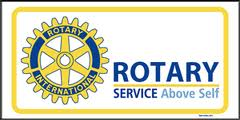 ROTARY
INTERNATIONAL
ROTARY
SERVICE Above Self